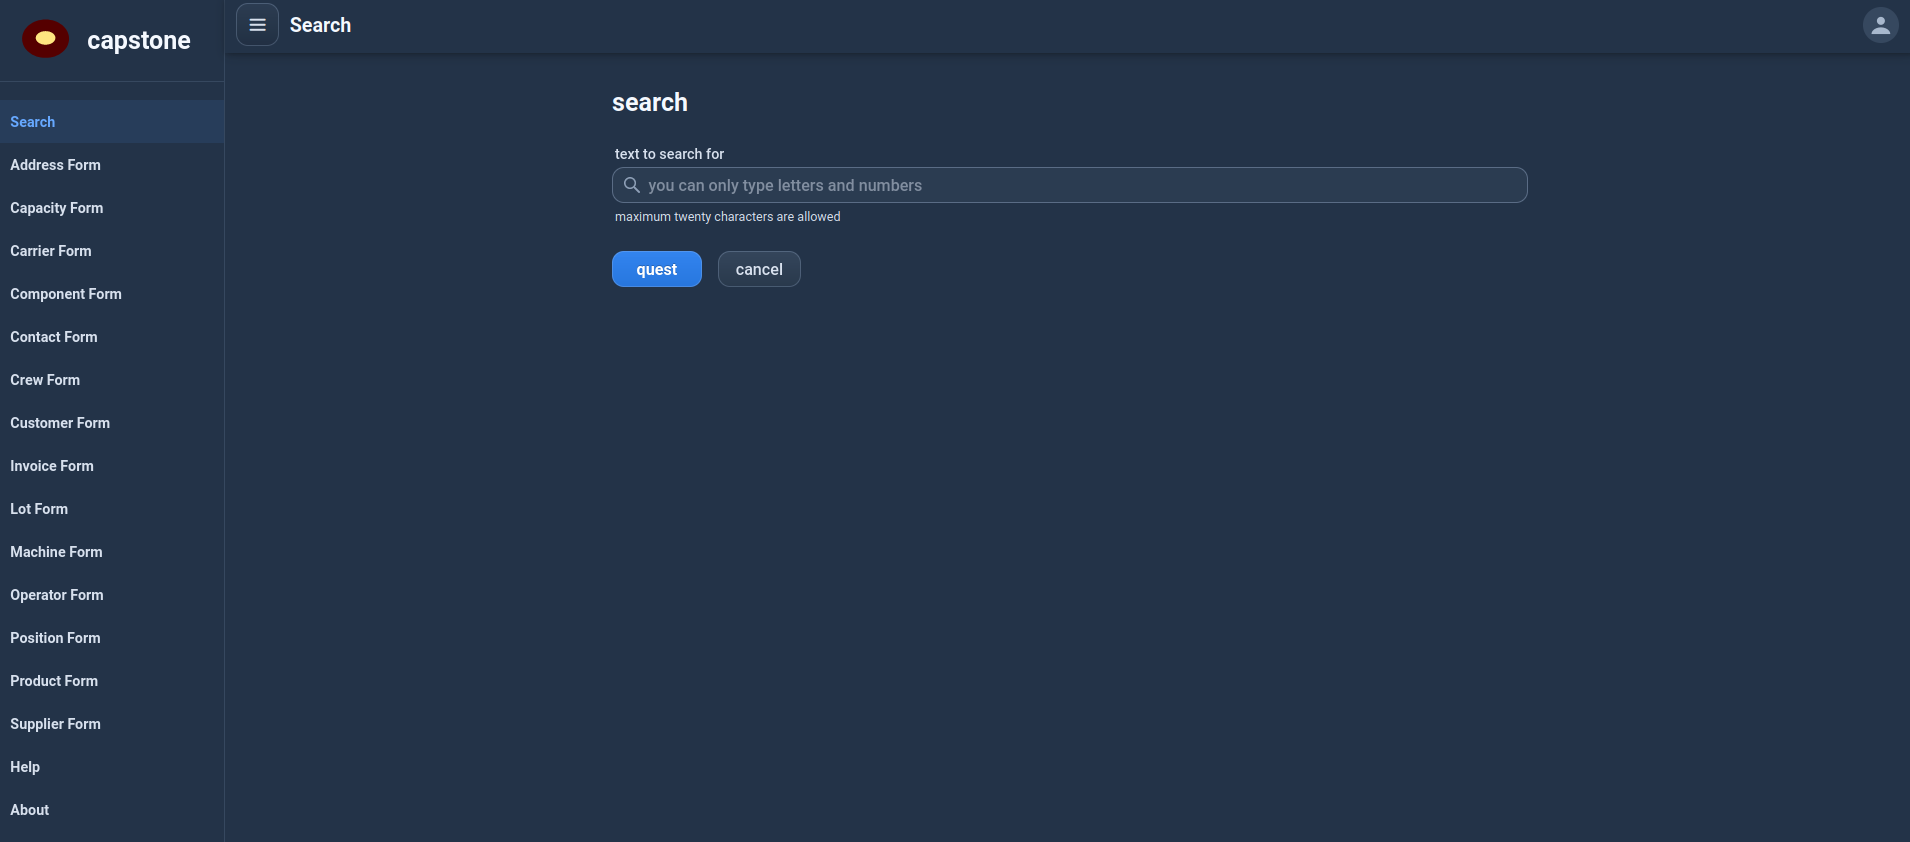 capstone
Search
Address Form
Capacity Form
Carrier Form
Component Form
Contact Form
Crew Form
Customer Form
Invoice Form
Lot Form
Machine Form
Operator Form
Position Form
Product Form
Supplier Form
Help
About
Search
search
text to search for
you can only type letters and numbers
maximum twenty characters are allowed
quest
cancel